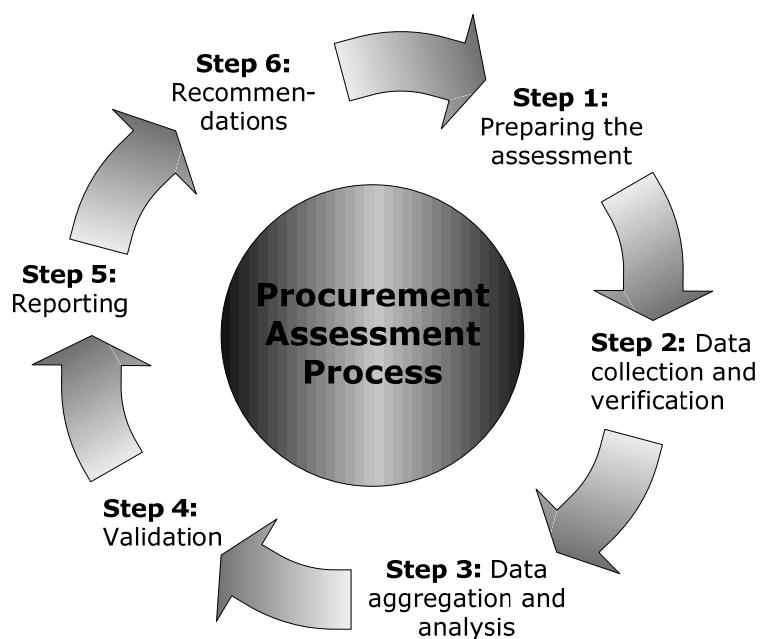 Procurement
Assessment
Process
Step 1:
Preparing the
assessment
Step 2: Data
collection and
verification
Step 3: Data
aggregation and
analysis
Step 4:
Validation
Step 5:
Reporting
Step 6:
Recommen-
dations